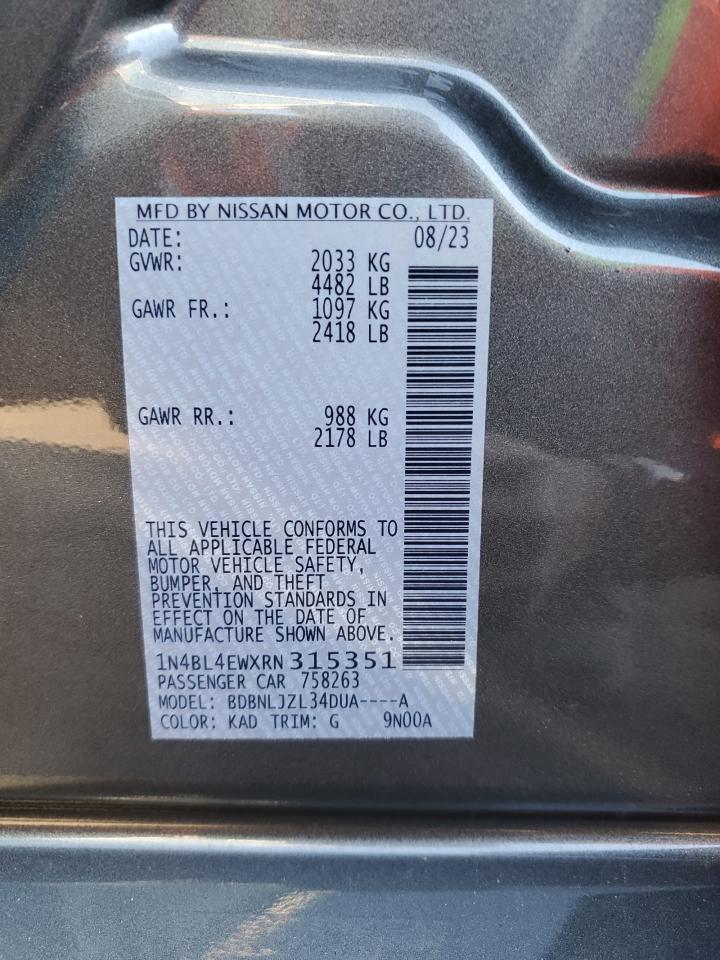 MFD BY NISSAN MOTOR CO., LTD.
DATE: 08/23
GVWR: 2033 KG
4482 LB
GAWR FR.: 1097 KG
2418 LB
GAWR RR.: 988 KG
2178 LB
THIS VEHICLE CONFORMS TO
ALL APPLICABLE FEDERAL
MOTOR VEHICLE SAFETY,
BUMPER, AND THEFT
PREVENTION STANDARDS IN
EFFECT ON THE DATE OF
MANUFACTURE SHOWN ABOVE.
1N4BL4EWXRN315351
PASSENGER CAR 758263
MODEL: BDBNLJZL34DUA----A
COLOR: KAD TRIM: G 9N00A